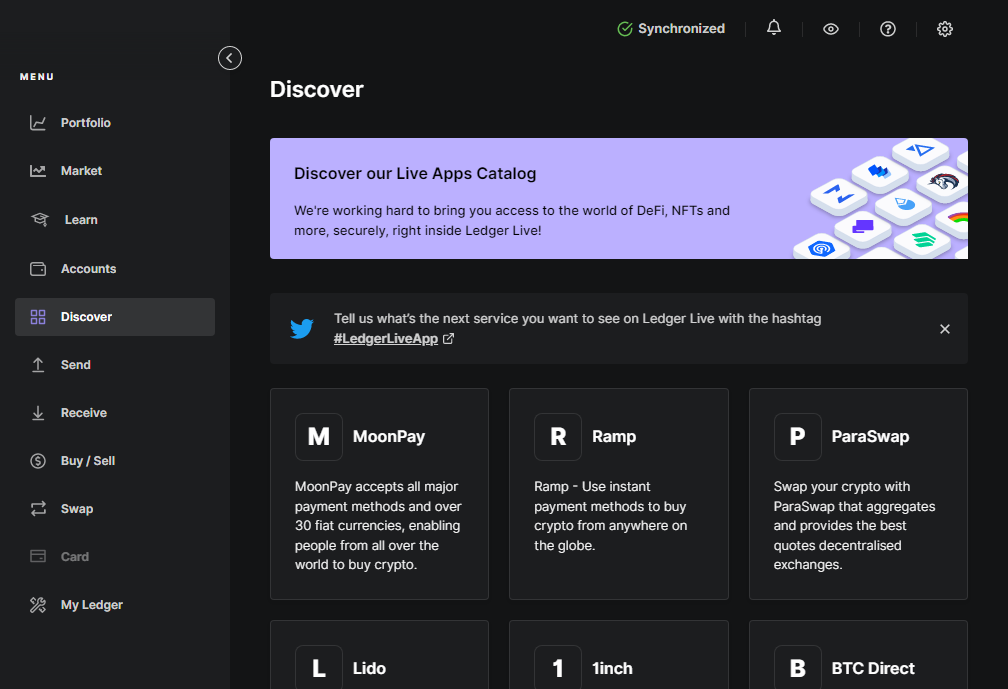 Synchronized
MENU
Portfolio
Market
Learn
Accounts
Discover
Send
Receive
Buy / Sell
Swap
Card
My Ledger
Discover
Discover our Live Apps Catalog
We're working hard to bring you access to the world of DeFi, NFTs and
more, securely, right inside Ledger Live!
Tell us what's the next service you want to see on Ledger Live with the hashtag
#LedgerLiveApp
M MoonPay
MoonPay accepts all major
payment methods and over
30 fiat currencies, enabling
people from all over the
world to buy crypto.
R Ramp
Ramp - Use instant
payment methods to buy
crypto from anywhere on
the globe.
P ParaSwap
Swap your crypto with
ParaSwap that aggregates
and provides the best
quotes decentralised
exchanges.
L Lido
1 1inch
B BTC Direct